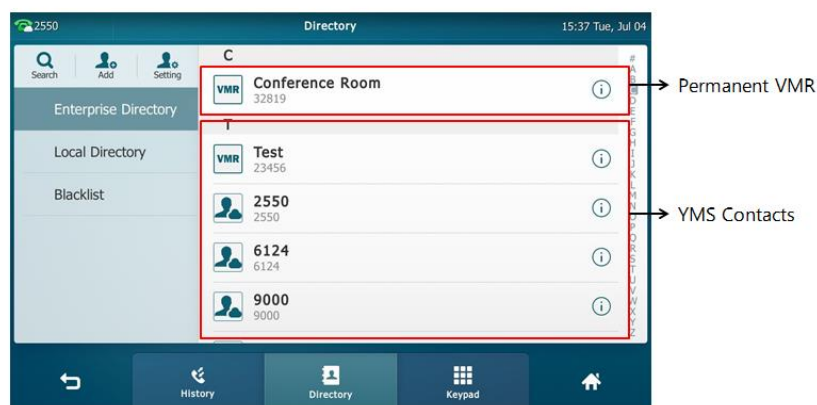 2550 Directory 15:37 Tue, Jul 04
Search Add Setting
Enterprise Directory
Local Directory
Blacklist
C
VMR Conference Room
32819
T
VMR Test
23456
2550
2550
6124
6124
9000
9000
#
A
B
C
D
E
F
G
H
I
J
K
L
M
N
O
P
Q
R
S
T
U
V
W
X
Y
Z
Permanent VMR
YMS Contacts
History Directory Keypad